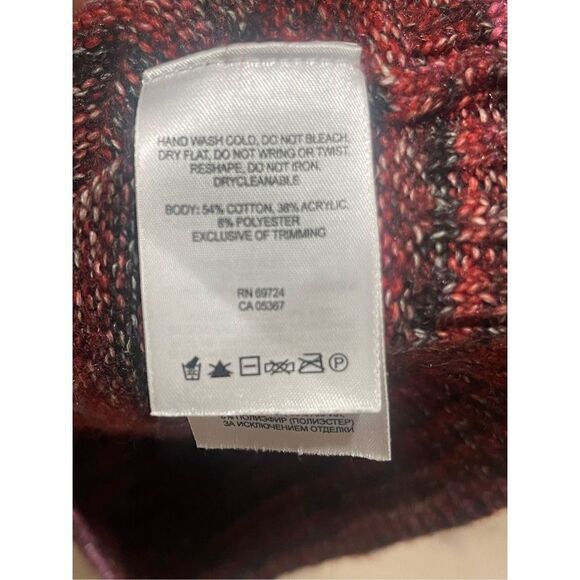 HAND WASH COLD, DO NOT BLEACH.
DRY FLAT, DO NOT WRING OR TWIST.
RESHAPE, DO NOT IRON.
DRYCLEANABLE
BODY: 54% COTTON, 38% ACRYLIC,
8% POLYESTER
EXCLUSIVE OF TRIMMING
RN 69724
CA 05367
P
ПОЛИЭФИР (ПОЛИЭСТЕР)
ЗА ИСКЛЮЧЕНИЕМ ОТДЕЛКИ